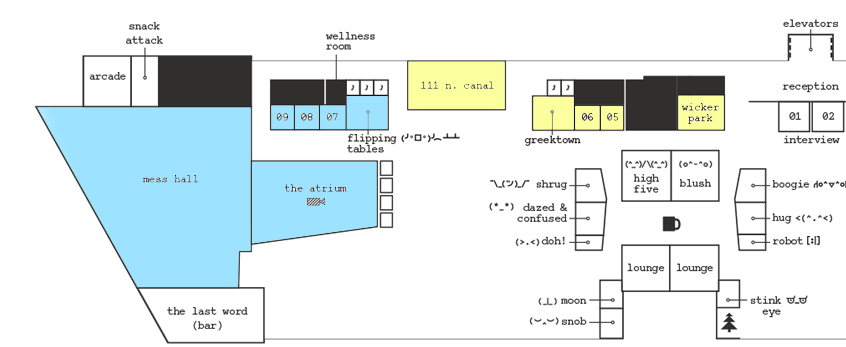 snack
attack
elevators
wellness
room
arcade
111 n. canal
reception
09
08
07
06
05
wicker
park
01
02
flipping (╯°□°)╯︵ ┻━┻
tables
greektown
interview
mess hall
the atrium
(^_^)/\(^_^)
high
five
(o^-^o)
blush
¯\_(ツ)_/¯ shrug
boogie
(*_*) dazed &
confused
hug <(^.^<)
(>.<) doh!
robot [:|]
lounge
lounge
the last word
(bar)
(_|_) moon
stink ಠ_ಠ
eye
(︶︿︶) snob